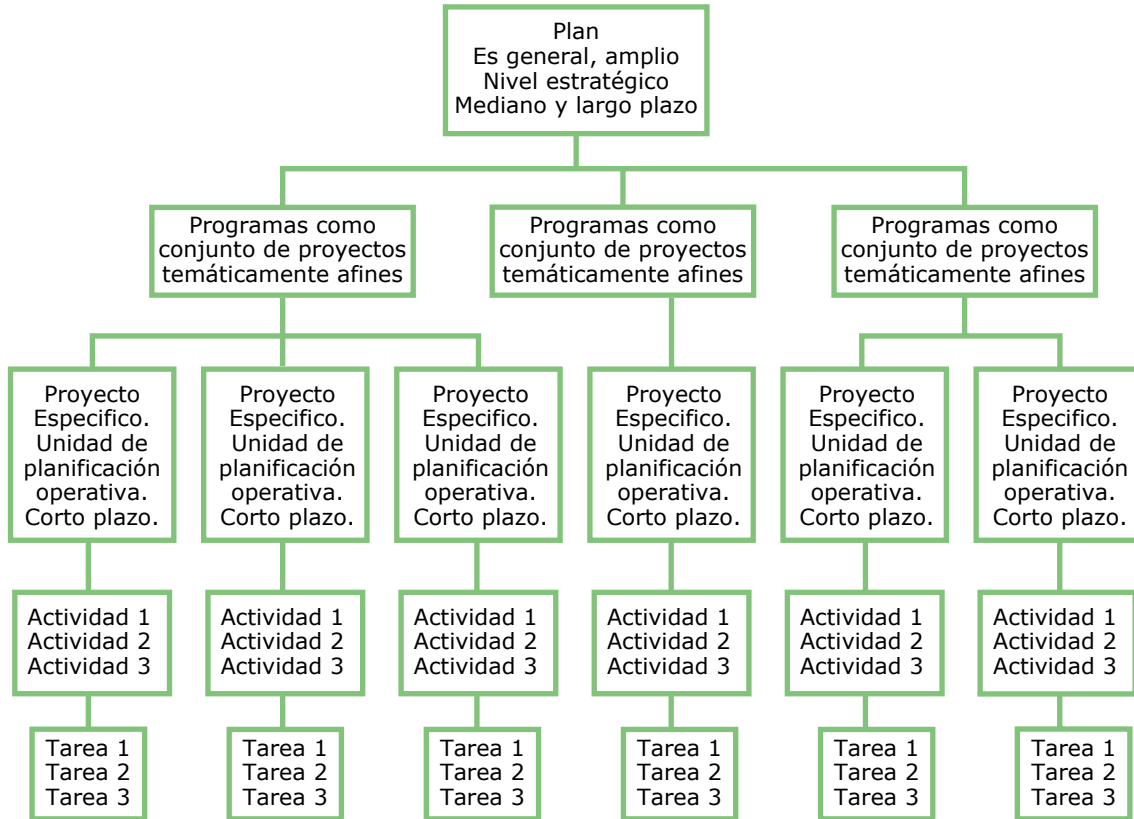 Plan
Es general, amplio
Nivel estratégico
Mediano y largo plazo
Programas como
conjunto de proyectos
temáticamente afines
Programas como
conjunto de proyectos
temáticamente afines
Programas como
conjunto de proyectos
temáticamente afines
Proyecto
Especifico.
Unidad de
planificación
operativa.
Corto plazo.
Proyecto
Especifico.
Unidad de
planificación
operativa.
Corto plazo.
Proyecto
Especifico.
Unidad de
planificación
operativa.
Corto plazo.
Proyecto
Especifico.
Unidad de
planificación
operativa.
Corto plazo.
Proyecto
Especifico.
Unidad de
planificación
operativa.
Corto plazo.
Proyecto
Especifico.
Unidad de
planificación
operativa.
Corto plazo.
Actividad 1
Actividad 2
Actividad 3
Actividad 1
Actividad 2
Actividad 3
Actividad 1
Actividad 2
Actividad 3
Actividad 1
Actividad 2
Actividad 3
Actividad 1
Actividad 2
Actividad 3
Actividad 1
Actividad 2
Actividad 3
Tarea 1
Tarea 2
Tarea 3
Tarea 1
Tarea 2
Tarea 3
Tarea 1
Tarea 2
Tarea 3
Tarea 1
Tarea 2
Tarea 3
Tarea 1
Tarea 2
Tarea 3
Tarea 1
Tarea 2
Tarea 3